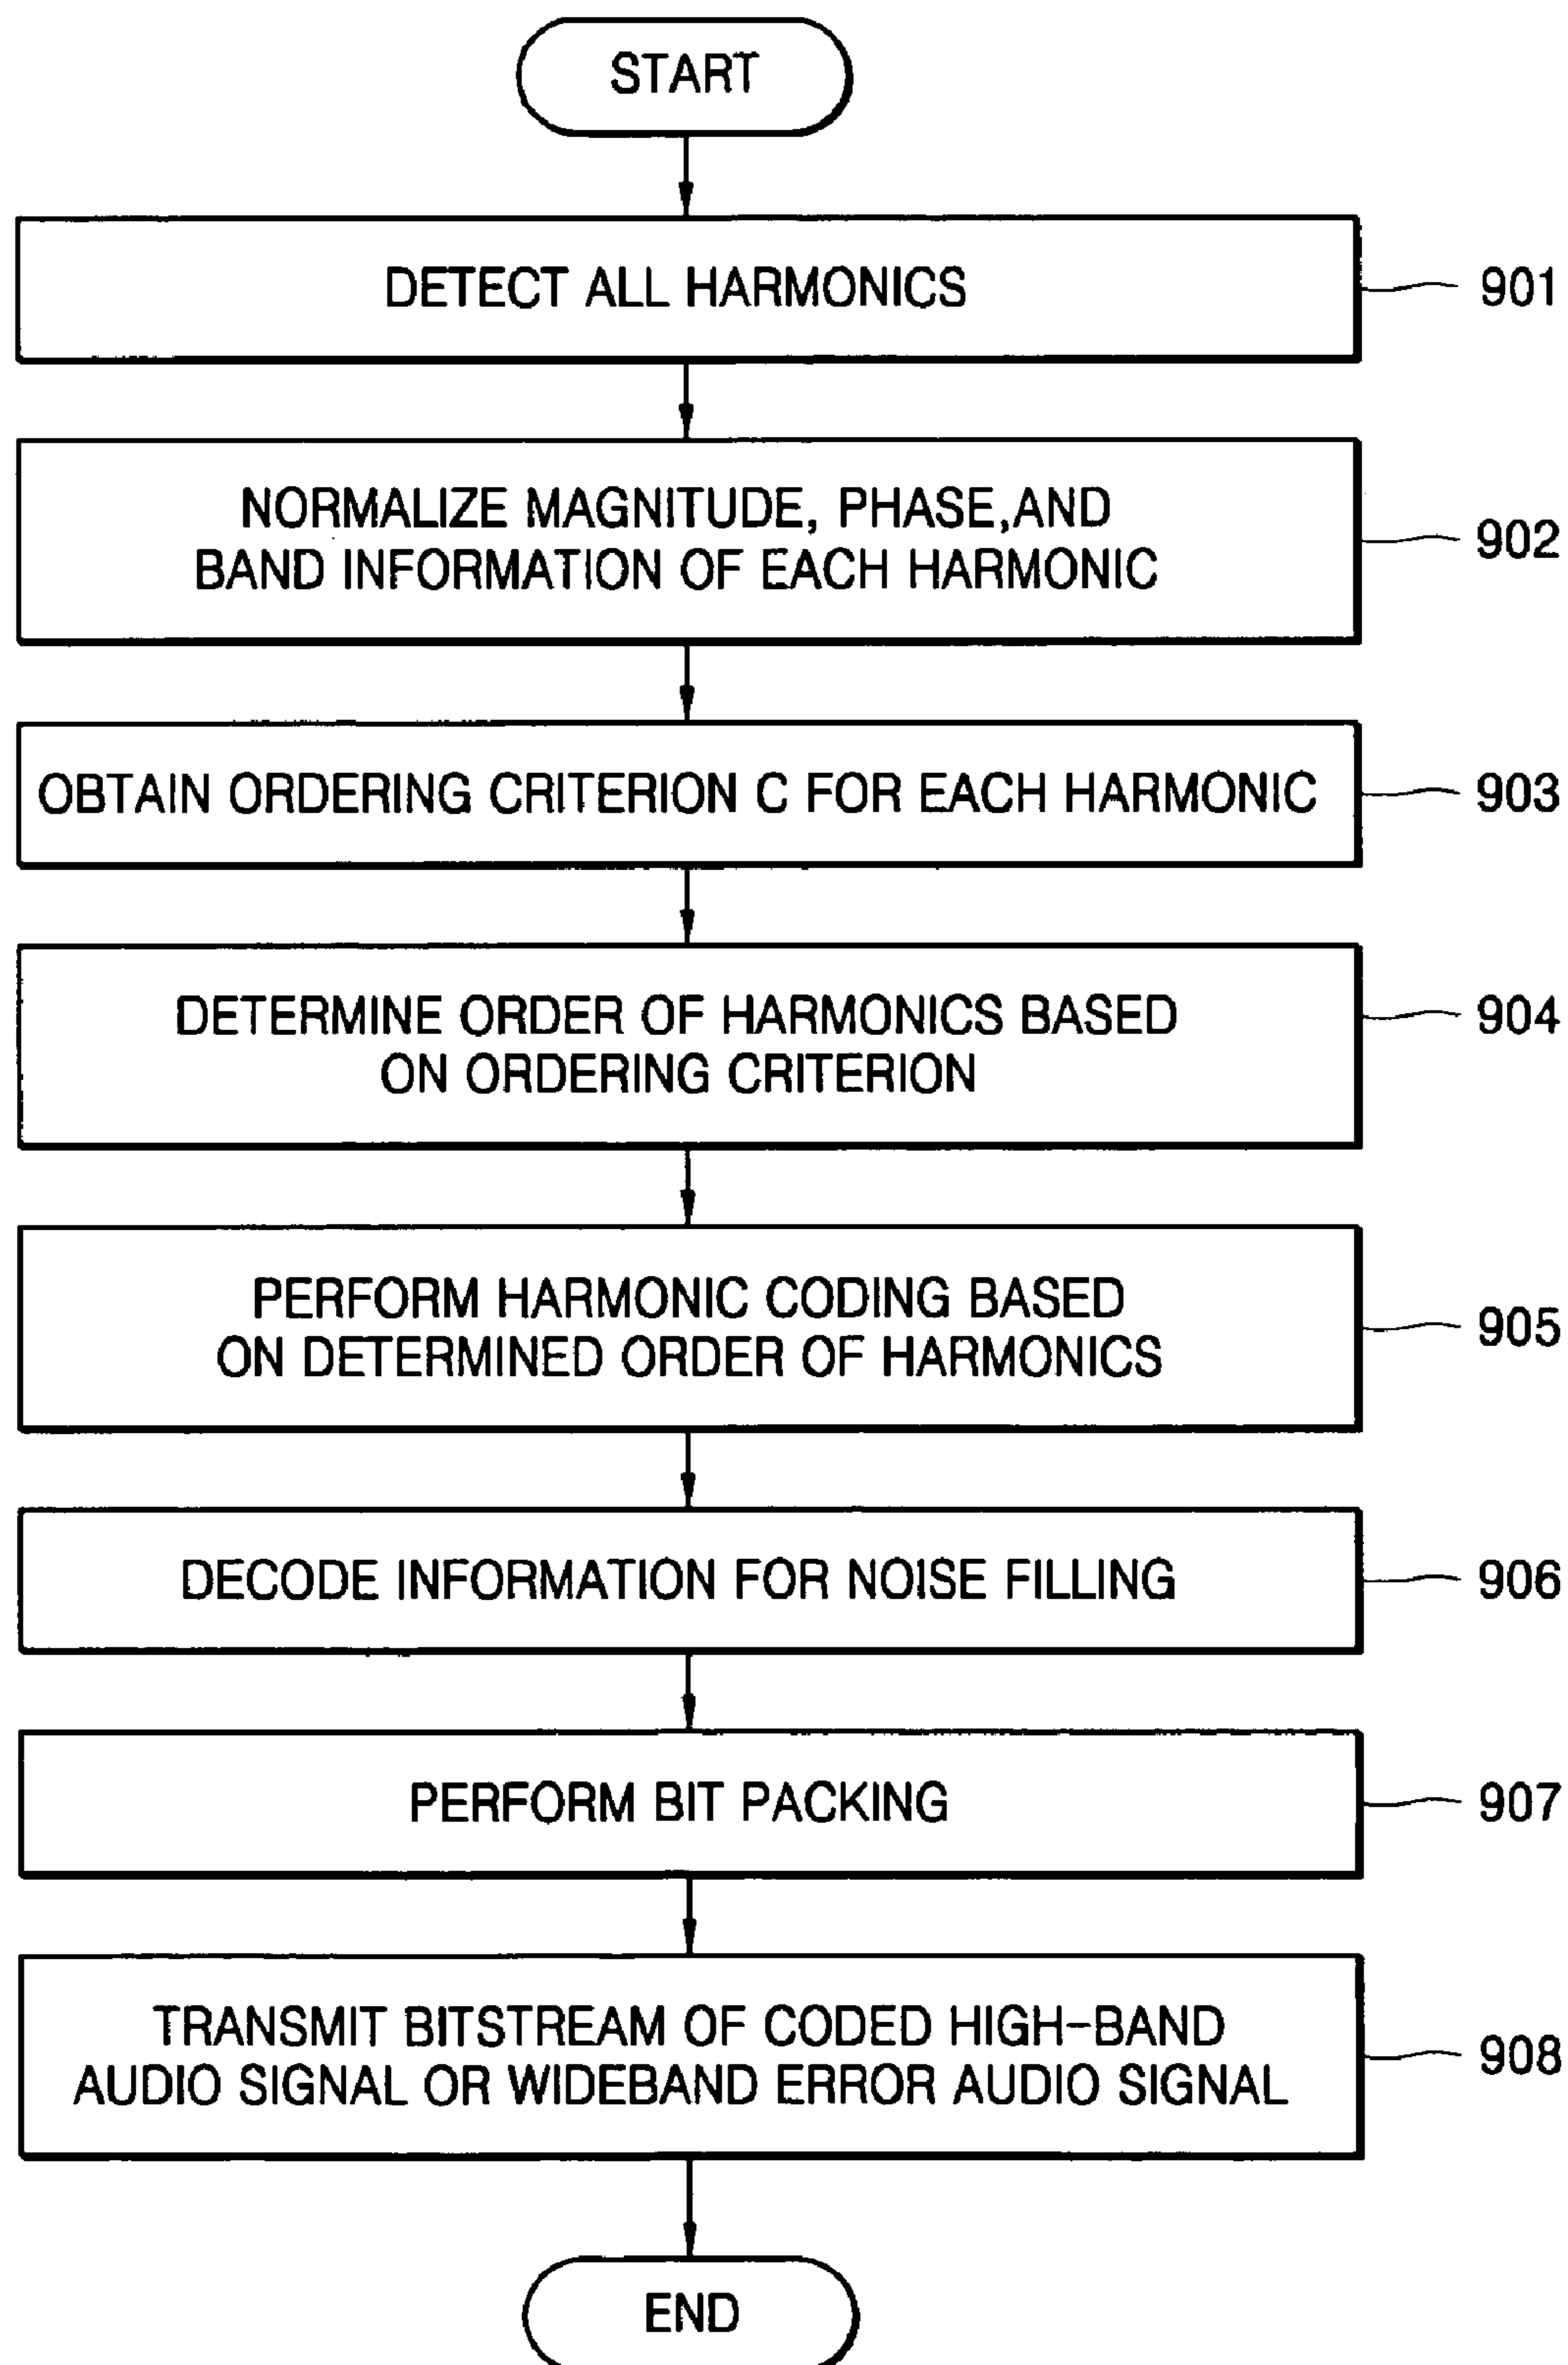 START
DETECT ALL HARMONICS
901
NORMALIZE MAGNITUDE, PHASE,AND
BAND INFORMATION OF EACH HARMONIC
902
OBTAIN ORDERING CRITERION C FOR EACH HARMONIC
903
DETERMINE ORDER OF HARMONICS BASED
ON ORDERING CRITERION
904
PERFORM HARMONIC CODING BASED
ON DETERMINED ORDER OF HARMONICS
905
DECODE INFORMATION FOR NOISE FILLING
906
PERFORM BIT PACKING
907
TRANSMIT BITSTREAM OF CODED HIGH-BAND
AUDIO SIGNAL OR WIDEBAND ERROR AUDIO SIGNAL
908
END